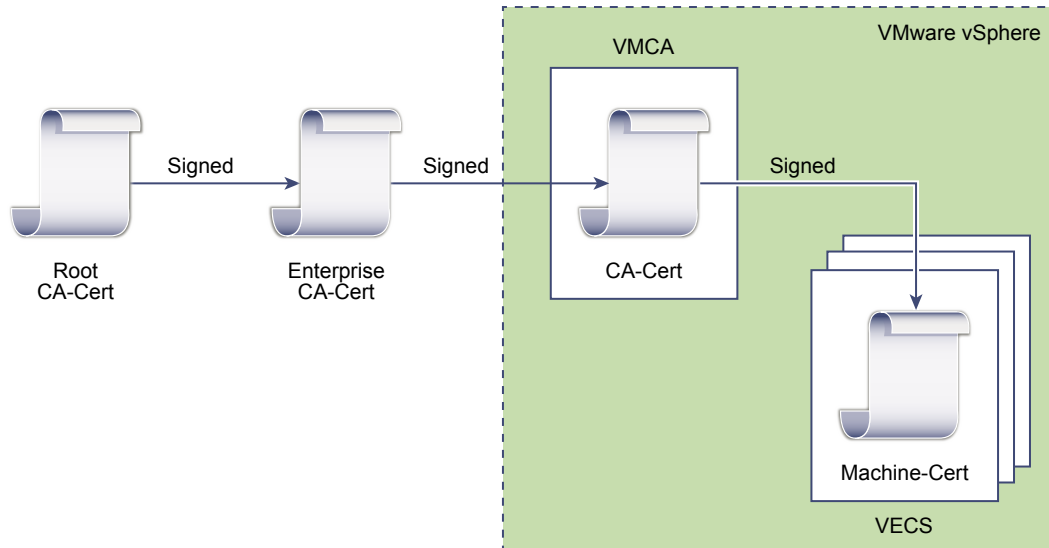 VMware vSphere
VMCA
Signed
Signed
Signed
Root
CA-Cert
Enterprise
CA-Cert
CA-Cert
Machine-Cert
VECS